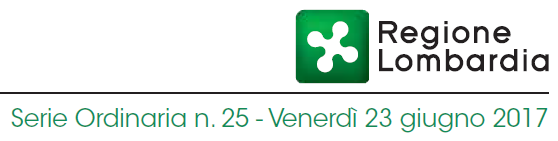 Regione
Lombardia
Serie Ordinaria n. 25 - Venerdì 23 giugno 2017